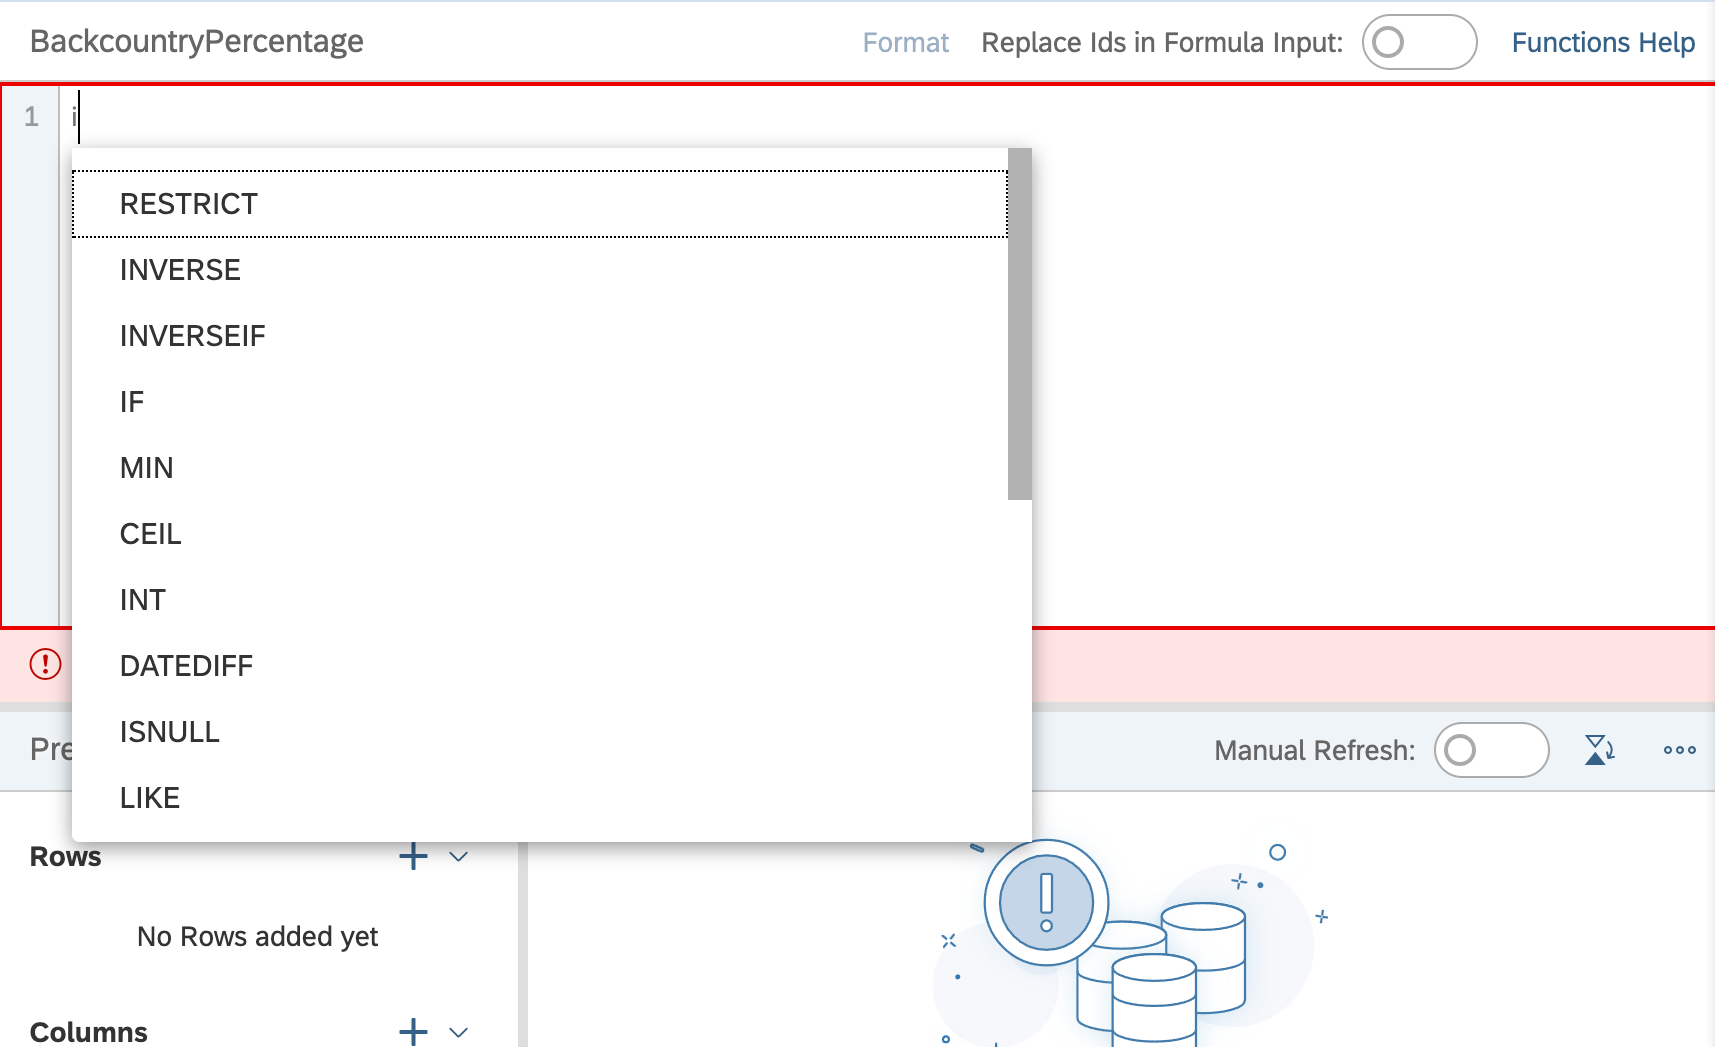 BackcountryPercentage
Format Replace Ids in Formula Input: Functions Help
1 i
RESTRICT
INVERSE
INVERSEIF
IF
MIN
CEIL
INT
DATEDIFF
ISNULL
LIKE
Pre
Manual Refresh:
Rows
No Rows added yet
Columns